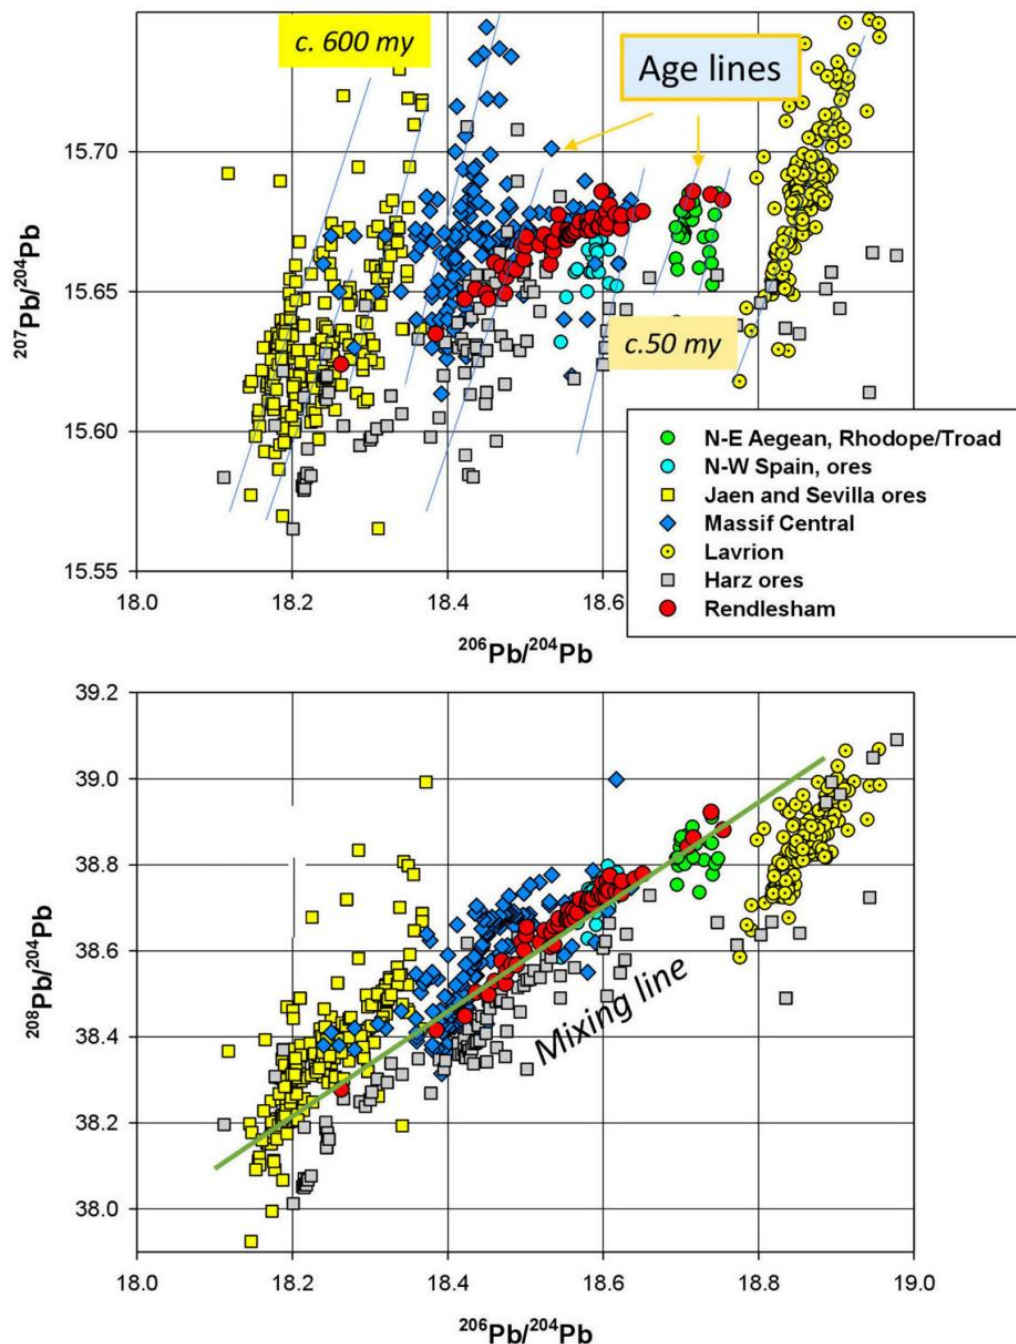 c. 600 my
Age lines
15.70
15.65
15.60
15.55
²⁰⁷Pb/²⁰⁴Pb
c.50 my
N-E Aegean, Rhodope/Troad
N-W Spain, ores
Jaen and Sevilla ores
Massif Central
Lavrion
Harz ores
Rendlesham
18.0 18.2 18.4 18.6
²⁰⁶Pb/²⁰⁴Pb
39.2
39.0
38.8
38.6
38.4
38.2
38.0
²⁰⁸Pb/²⁰⁴Pb
Mixing line
18.0 18.2 18.4 18.6 18.8 19.0
²⁰⁶Pb/²⁰⁴Pb